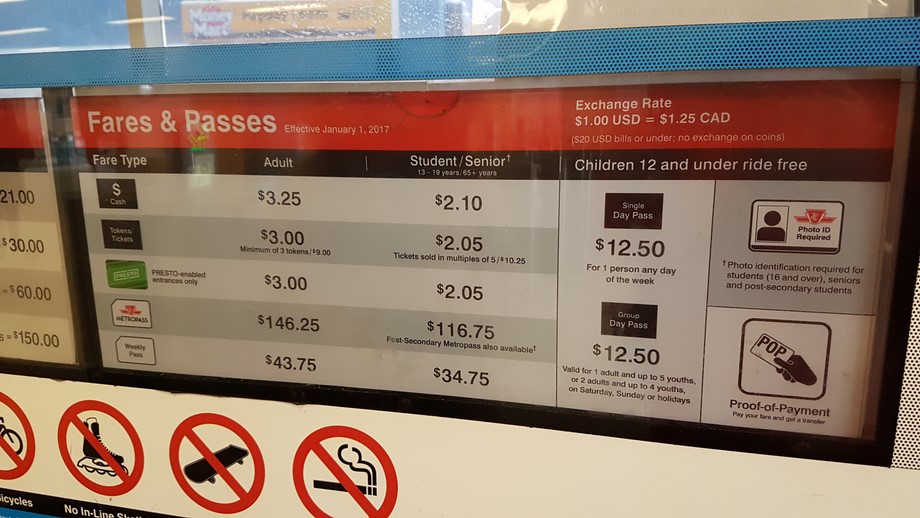 Money Mart
Fares & Passes Effective January 1, 2017
Exchange Rate
$1.00 USD = $1.25 CAD
($20 USD bills or under; no exchange on coins)
Fare Type Adult Student/Senior†
13 - 19 years/65+ years
Children 12 and under ride free
21.00
$30.00
= $60.00
s = $150.00
$
Cash
$3.25 $2.10
Tokens/
Tickets
$3.00 $2.05
Minimum of 3 tokens/$9.00 Tickets sold in multiples of 5/$10.25
PRESTO
PRESTO-enabled
entrances only
$3.00 $2.05
TTC
METROPASS
$146.25 $116.75
Post-Secondary Metropass also available†
Weekly
Pass
$43.75 $34.75
Single
Day Pass
$12.50
For 1 person any day
of the week
Group
Day Pass
$12.50
Valid for 1 adult and up to 5 youths,
or 2 adults and up to 4 youths,
on Saturday, Sunday or holidays
TTC
Photo ID
Required
†Photo identification required for
students (16 and over), seniors
and post-secondary students
POP
Proof-of-Payment
Pay your fare and get a transfer
icycles
No In-Line Sk